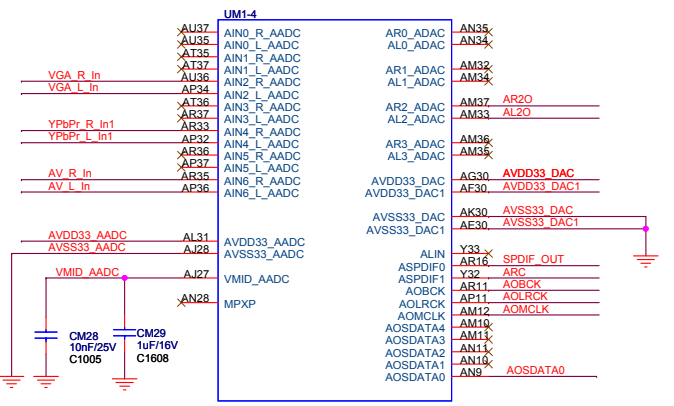 UM1-4
AU37 AIN0_R_AADC AR0_ADAC AN35
AU35 AIN0_L_AADC AL0_ADAC AN34
AT35 AIN1_R_AADC
AT37 AIN1_L_AADC AR1_ADAC AM32
VGA_R_In AU36 AIN2_R_AADC AL1_ADAC AM34
VGA_L_In AP34 AIN2_L_AADC
AT36 AIN3_R_AADC AR2_ADAC AM37 AR2O
AR37 AIN3_L_AADC AL2_ADAC AM33 AL2O
YPbPr_R_In1 AR33 AIN4_R_AADC
YPbPr_L_In1 AP32 AIN4_L_AADC AR3_ADAC AM36
AR36 AIN5_R_AADC AL3_ADAC AM35
AP37 AIN5_L_AADC
AV_R_In AR35 AIN6_R_AADC AVDD33_DAC AG30 AVDD33_DAC
AV_L_In AP36 AIN6_L_AADC AVDD33_DAC1 AF30 AVDD33_DAC1
AVSS33_DAC AK30 AVSS33_DAC
AVSS33_DAC1 AE30 AVSS33_DAC1
AVDD33_AADC AL31 AVDD33_AADC
AVSS33_AADC AJ28 AVSS33_AADC ALIN Y33
ASPDIF0 AR16 SPDIF_OUT
VMID_AADC AJ27 VMID_AADC ASPDIF1 Y32 ARC
AOBCK AR11 AOBCK
AN28 MPXP AOLRCK AP11 AOLRCK
AOMCLK AM12 AOMCLK
AOSDATA4 AM10
CM28 CM29 AOSDATA3 AM11
10nF/25V 1uF/16V AOSDATA2 AN11
C1005 C1608 AOSDATA1 AN10
AOSDATA0 AN9 AOSDATA0